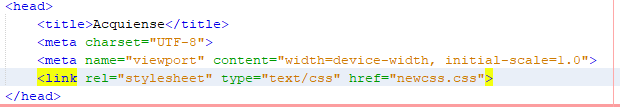 <head>
<title>Acquiense</title>
<meta charset="UTF-8">
<meta name="viewport" content="width=device-width, initial-scale=1.0">
<link rel="stylesheet" type="text/css" href="newcss.css">
</head>